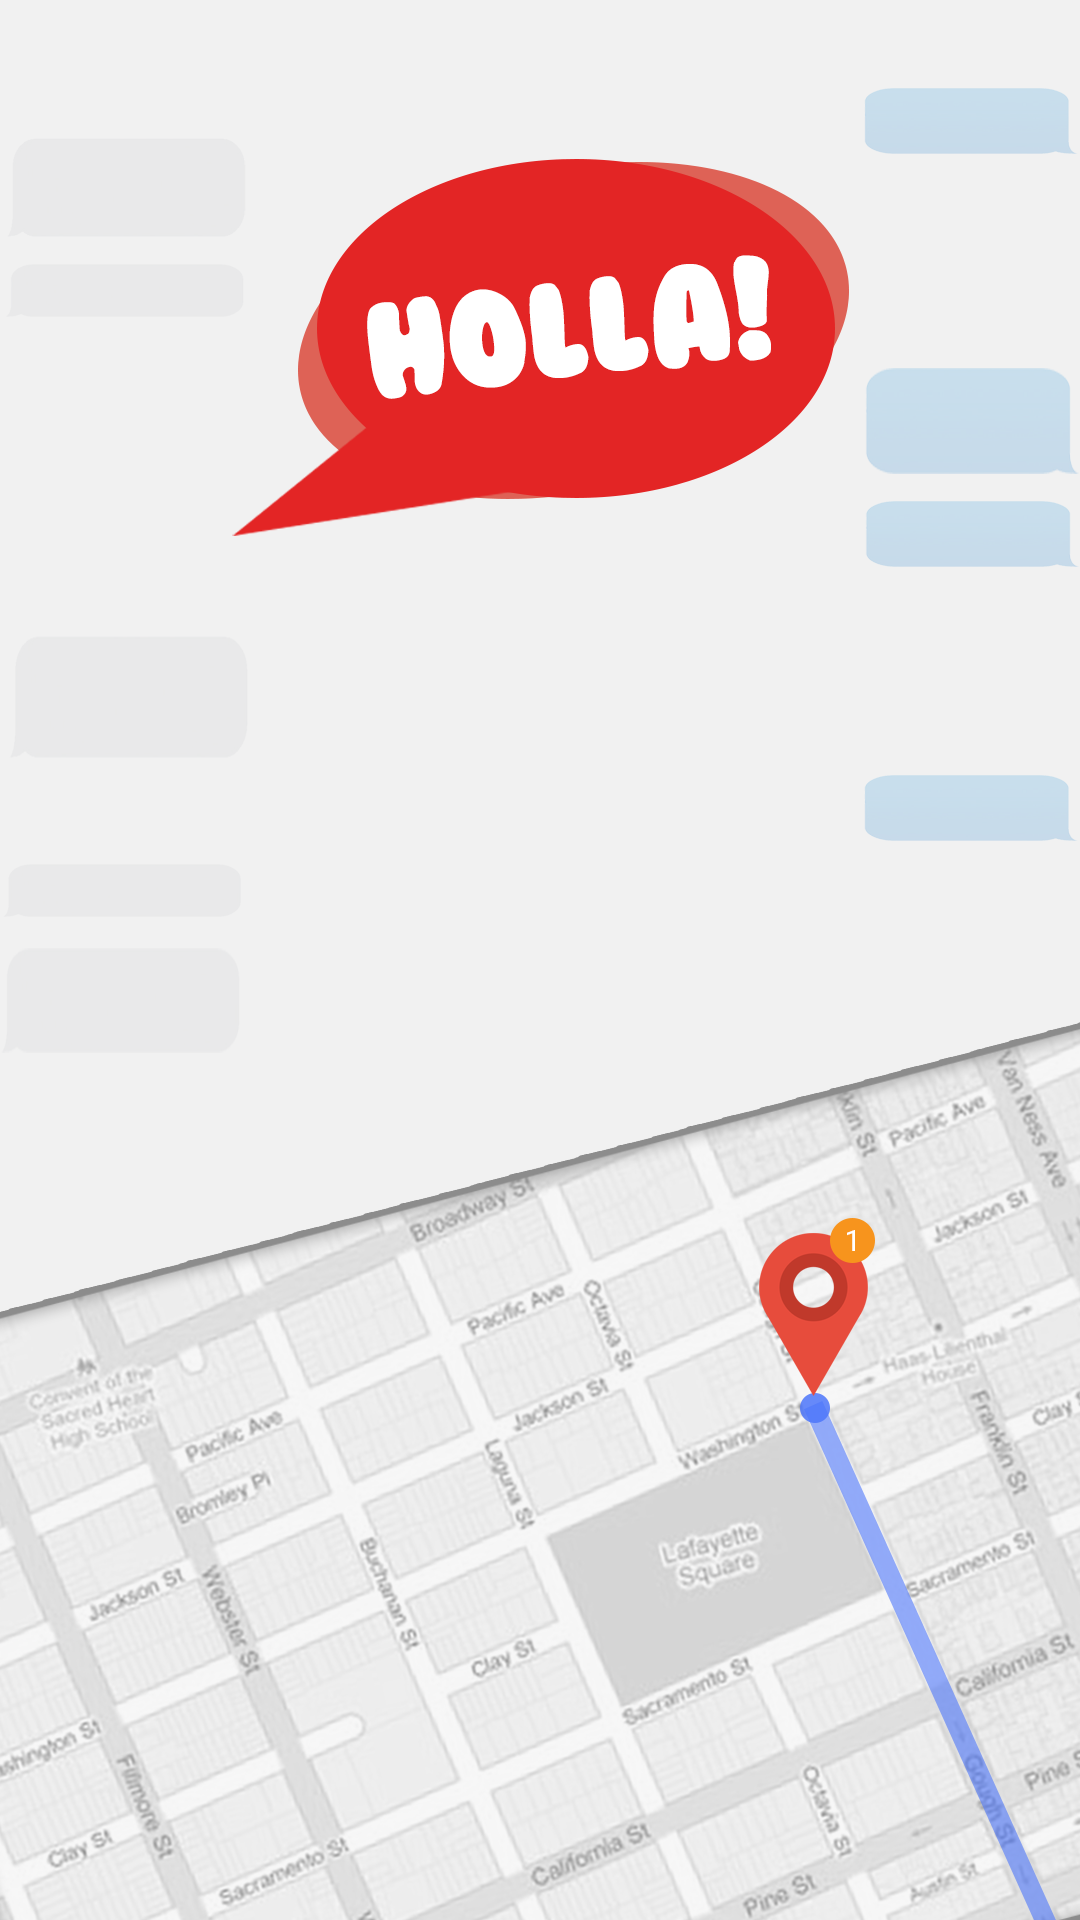 HOLLA!
Van Ness Ave
Pacific Ave
Broadway St
Jackson St
1
Pacific Ave
Octavia St
Haas-Lilienthal
House
Convent of the
Sacred Heart
High School
Jackson St
Franklin St
Clay
Pacific Ave
Washington S
Laguna St
Bromley Pl
Lafayette
Square
Buchanan St
Sacramento St
Jackson St
Webster St
Clay St
California St
Sacramento St
ashington St
Fillmore St
Octavia St
Gough St
Pine S
Clay St
Sacramento St
California St
Austin St
Pine St